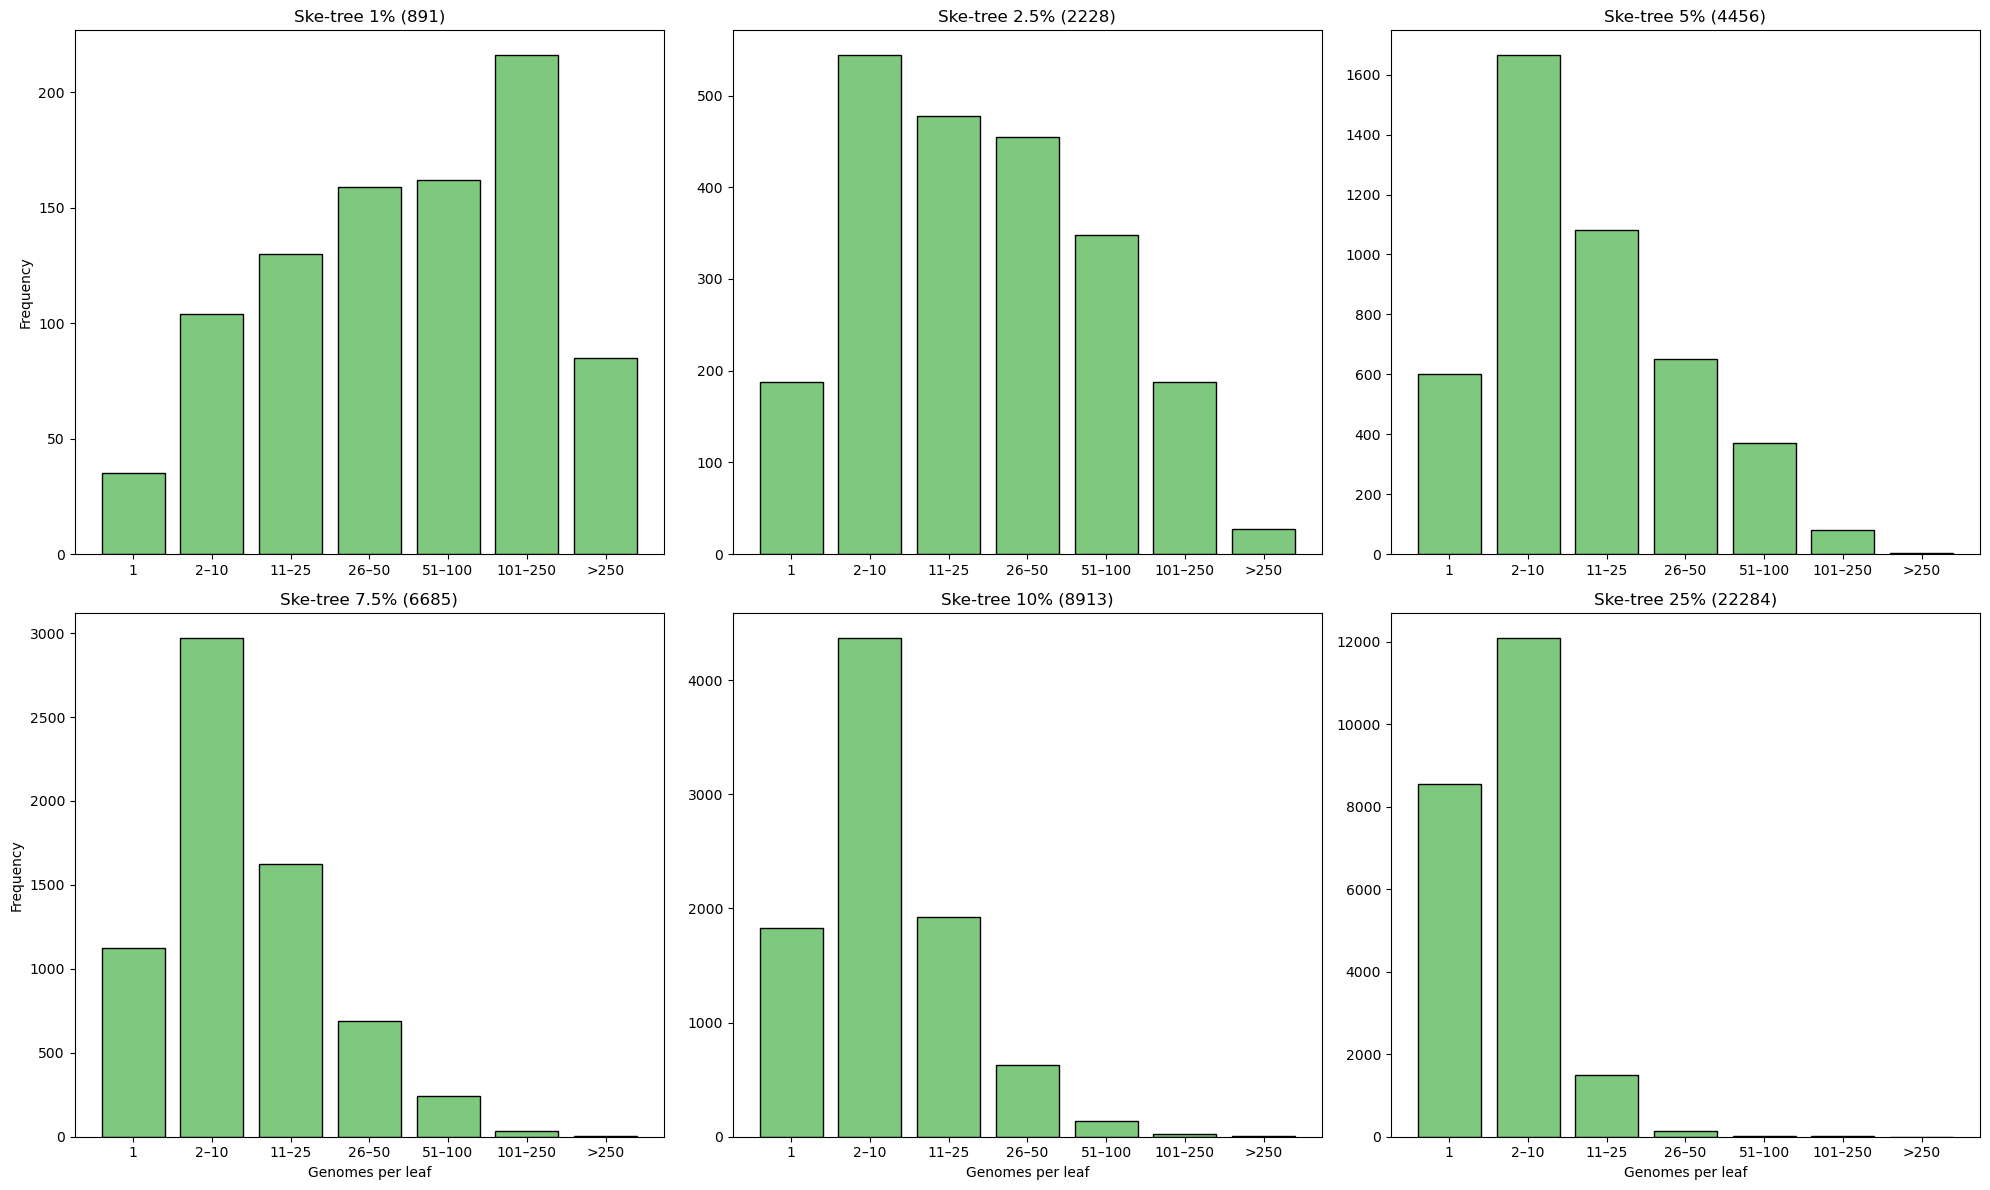 Ske-tree 1% (891)
Frequency
200
150
100
50
0
1 2–10 11–25 26–50 51–100 101–250 >250
Ske-tree 2.5% (2228)
500
400
300
200
100
0
1 2–10 11–25 26–50 51–100 101–250 >250
Ske-tree 5% (4456)
1600
1400
1200
1000
800
600
400
200
0
1 2–10 11–25 26–50 51–100 101–250 >250
Ske-tree 7.5% (6685)
Frequency
3000
2500
2000
1500
1000
500
0
1 2–10 11–25 26–50 51–100 101–250 >250
Genomes per leaf
Ske-tree 10% (8913)
4000
3000
2000
1000
0
1 2–10 11–25 26–50 51–100 101–250 >250
Genomes per leaf
Ske-tree 25% (22284)
12000
10000
8000
6000
4000
2000
0
1 2–10 11–25 26–50 51–100 101–250 >250
Genomes per leaf